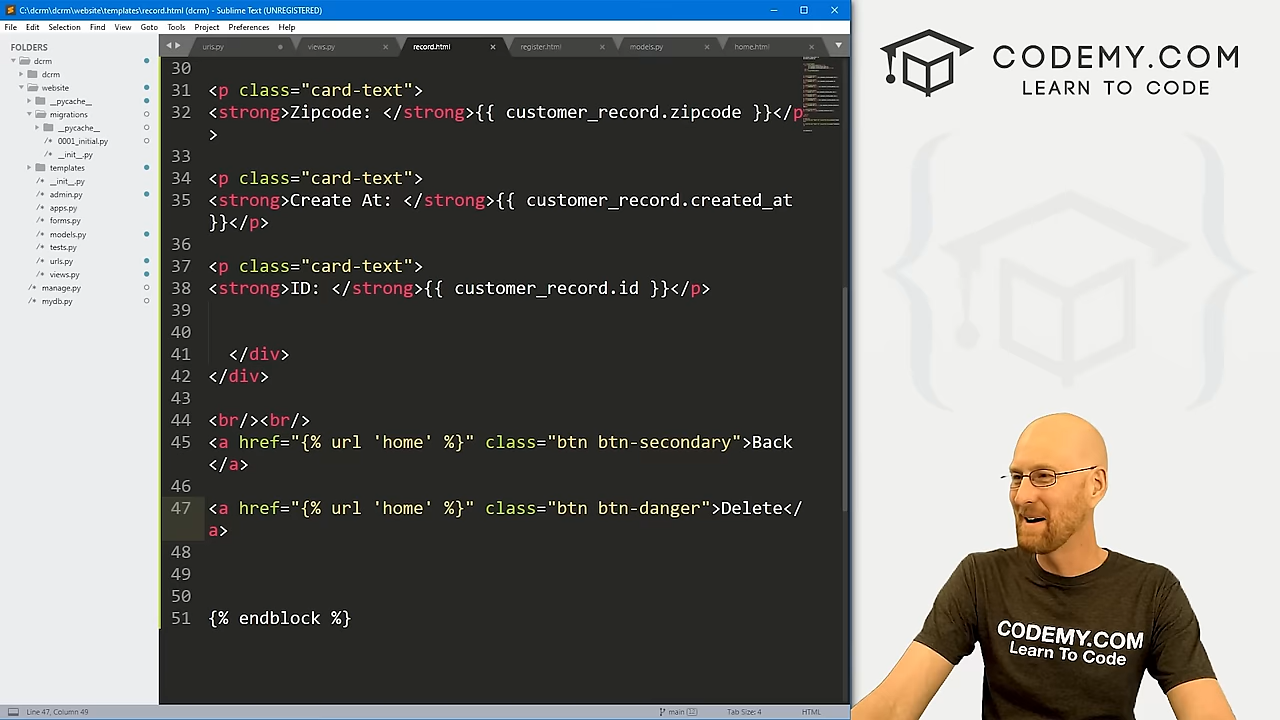 C:\dcrm\dcrm\website\templates\record.html (dcrm) - Sublime Text (UNREGISTERED)
File Edit Selection Find View Goto Tools Project Preferences Help
FOLDERS
dcrm
dcrm
website
__pycache__
migrations
__pycache__
0001_initial.py
__init__.py
templates
__init__.py
admin.py
apps.py
forms.py
models.py
tests.py
urls.py
views.py
manage.py
mydb.py
urls.py views.py record.html register.html models.py home.html
30
31 <p class="card-text">
32 <strong>Zipcode: </strong>{{ customer_record.zipcode }}</p
>
33
34 <p class="card-text">
35 <strong>Create At: </strong>{{ customer_record.created_at
}}</p>
36
37 <p class="card-text">
38 <strong>ID: </strong>{{ customer_record.id }}</p>
39
40
41 </div>
42 </div>
43
44 <br/><br/>
45 <a href="{% url 'home' %}" class="btn btn-secondary">Back
</a>
46
47 <a href="{% url 'home' %}" class="btn btn-danger">Delete</
a>
48
49
50
51 {% endblock %}
Line 47, Column 49
main
Tab Size: 4
HTML
CODEMY.COM
LEARN TO CODE
CODEMY.COM
Learn To Code